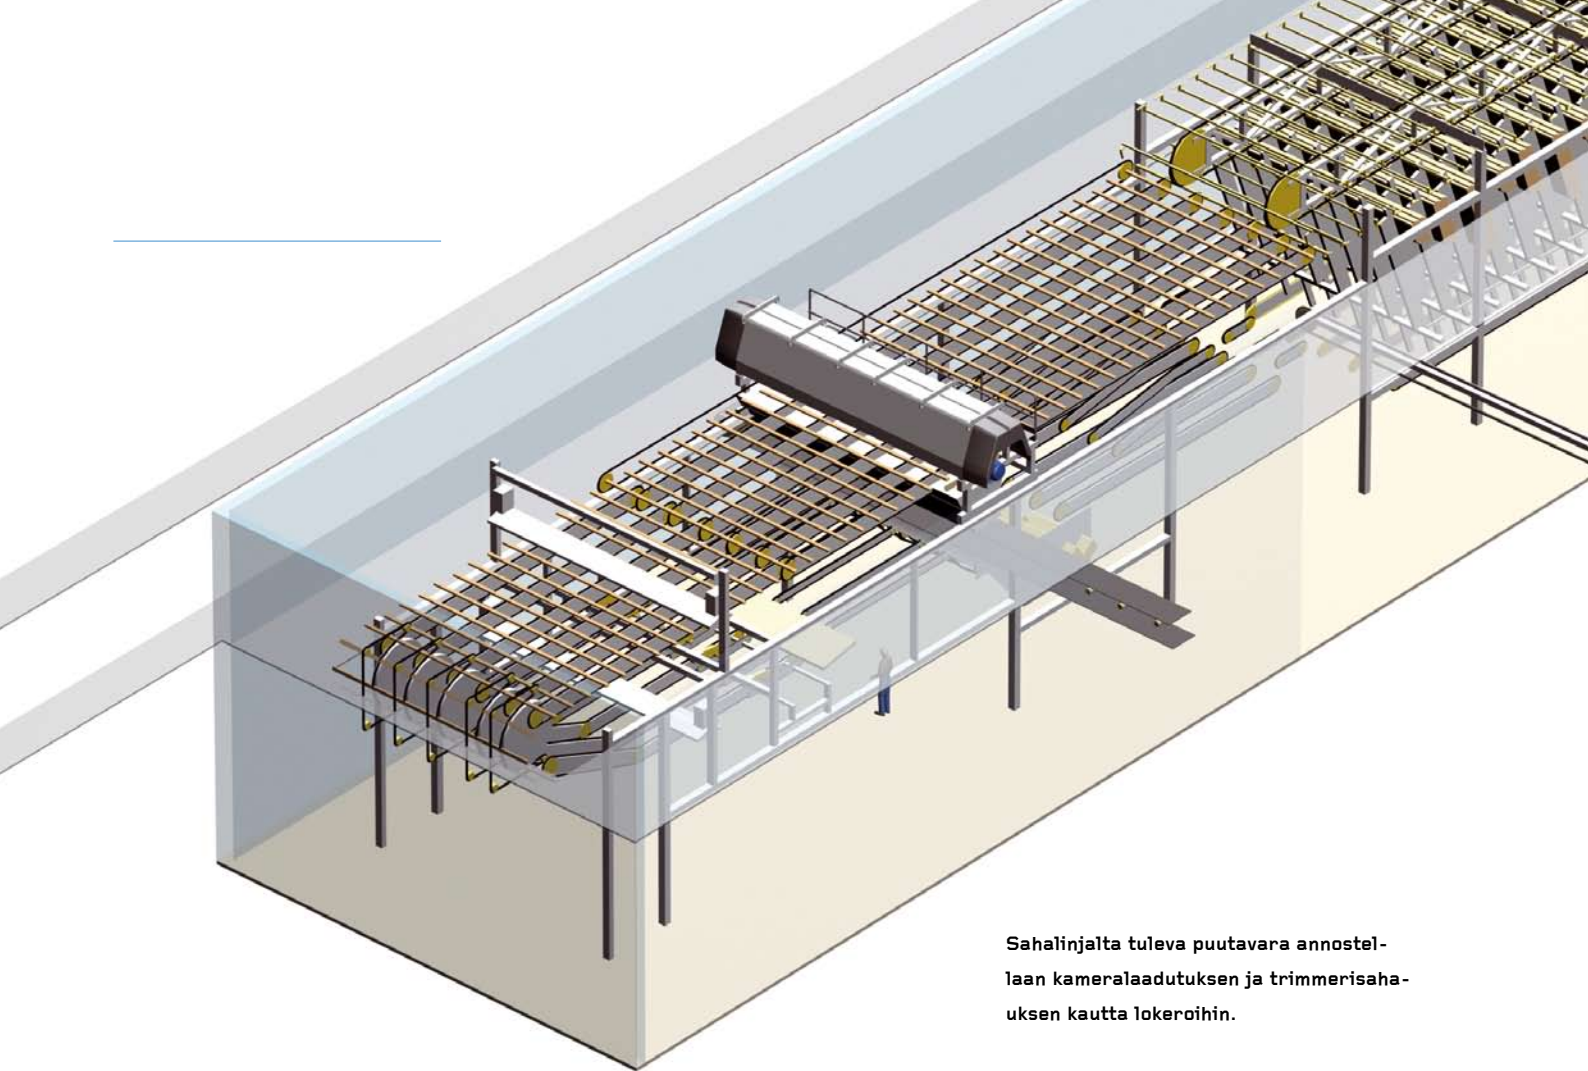 Sahalinjalta tuleva puutavara annostel-
laan kameralaadutuksen ja trimmerisaha-
uksen kautta lokeroihin.